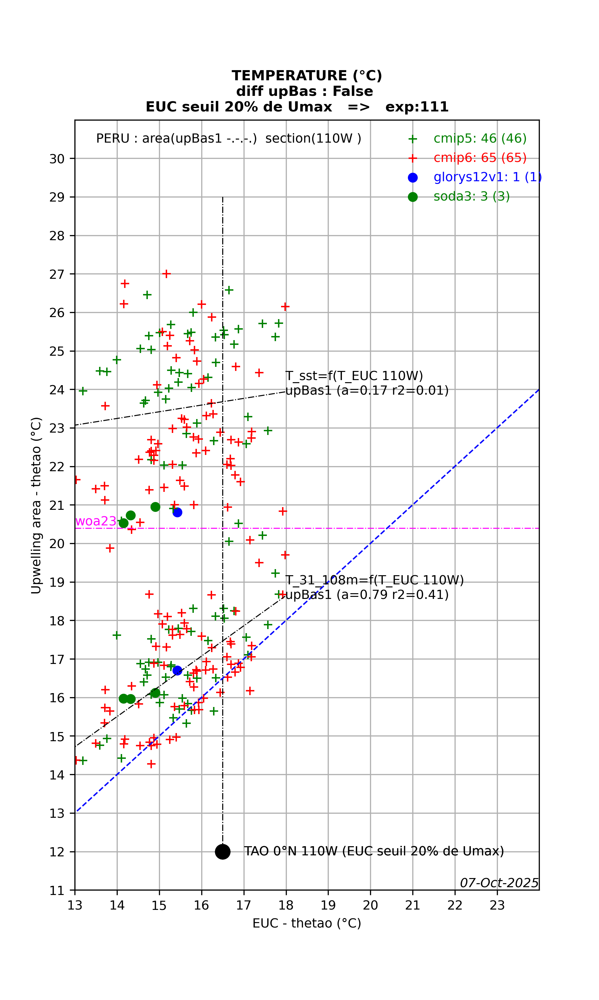 TEMPERATURE (°C)
diff upBas : False
EUC seuil 20% de Umax   =>   exp:111
PERU : area(upBas1 -.-.-.)  section(110W )
cmip5: 46 (46)
cmip6: 65 (65)
glorys12v1: 1 (1)
soda3: 3 (3)
30
29
28
27
26
25
24
23
22
21
20
19
18
17
16
15
14
13
12
11
Upwelling area - thetao (°C)
T_sst=f(T_EUC 110W)
upBas1 (a=0.17 r2=0.01)
woa23
T_31_108m=f(T_EUC 110W)
upBas1 (a=0.79 r2=0.41)
TAO 0°N 110W (EUC seuil 20% de Umax)
07-Oct-2025
13 14 15 16 17 18 19 20 21 22 23
EUC - thetao (°C)